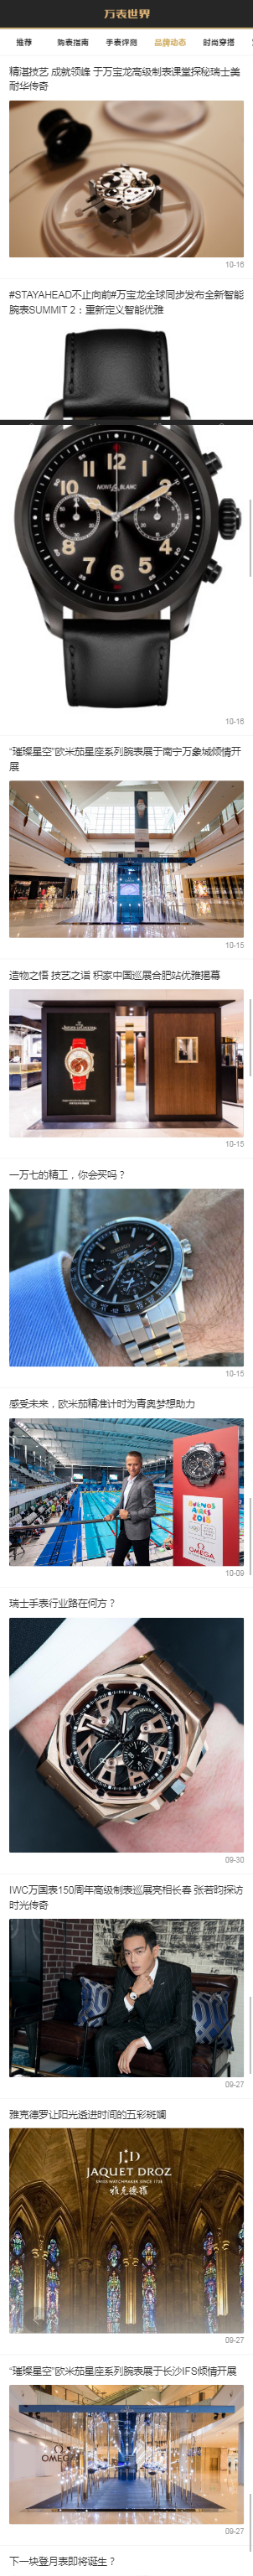 万表世界
推荐 购表指南 手表评测 品牌动态 时尚穿搭
精湛技艺 成就领峰 于万宝龙高级制表课堂探秘瑞士美
耐华传奇
10-16
#STAYAHEAD不止向前#万宝龙全球同步发布全新智能
腕表SUMMIT 2：重新定义智能优雅
12
MONTBLANC
10
2
8
4
7 6 5
10-16
“璀璨星空”欧米茄星座系列腕表展于南宁万象城倾情开
展
10-15
造物之悟 技艺之诣 积家中国巡展合肥站优雅揭幕
10-15
一万七的精工，你会买吗？
10-15
感受未来，欧米茄精准计时为青奥梦想助力
BUENOS
AIRES
2018
OMEGA
10-09
瑞士手表行业路在何方？
09-30
IWC万国表150周年高级制表巡展亮相长春 张若昀探访
时光传奇
09-27
雅克德罗让阳光透进时间的五彩斑斓
JD
JAQUET DROZ
SWISS WATCHMAKER SINCE 1738
雅克德罗
09-27
“璀璨星空”欧米茄星座系列腕表展于长沙IFS倾情开展
OMEGA
09-27
下一块登月表即将诞生？